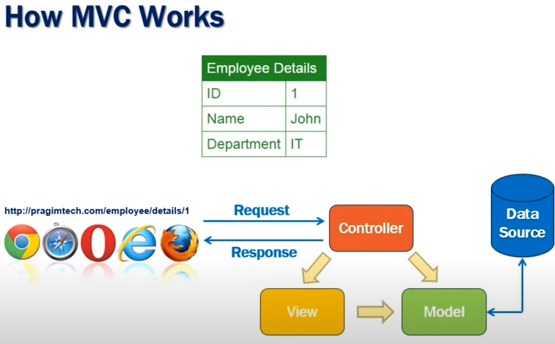 How MVC Works
Employee Details
ID 1
Name John
Department IT
http://pragimtech.com/employee/details/1
Request
Response
Controller
View
Model
Data
Source